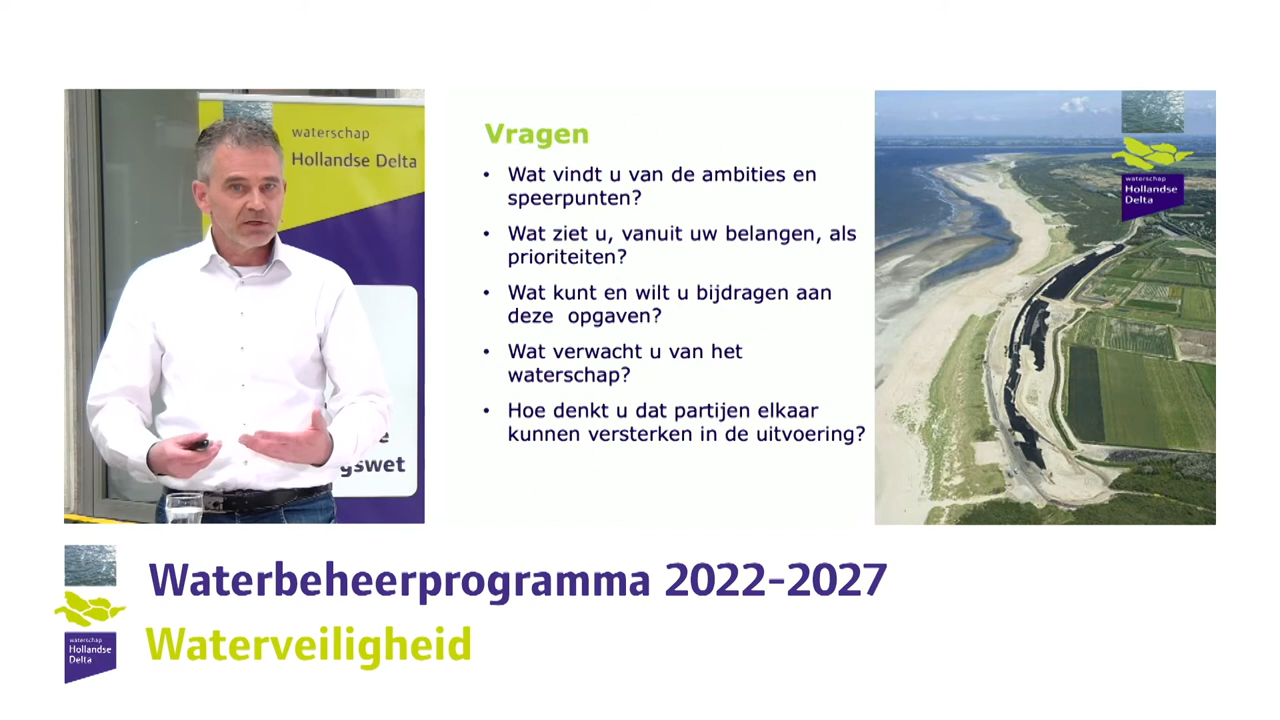 waterschap
Hollandse Delta
gswet
Vragen
• Wat vindt u van de ambities en
speerpunten?
• Wat ziet u, vanuit uw belangen, als
prioriteiten?
• Wat kunt en wilt u bijdragen aan
deze opgaven?
• Wat verwacht u van het
waterschap?
• Hoe denkt u dat partijen elkaar
kunnen versterken in de uitvoering?
waterschap
Hollandse
Delta
waterschap
Hollandse
Delta
Waterbeheerprogramma 2022-2027
Waterveiligheid